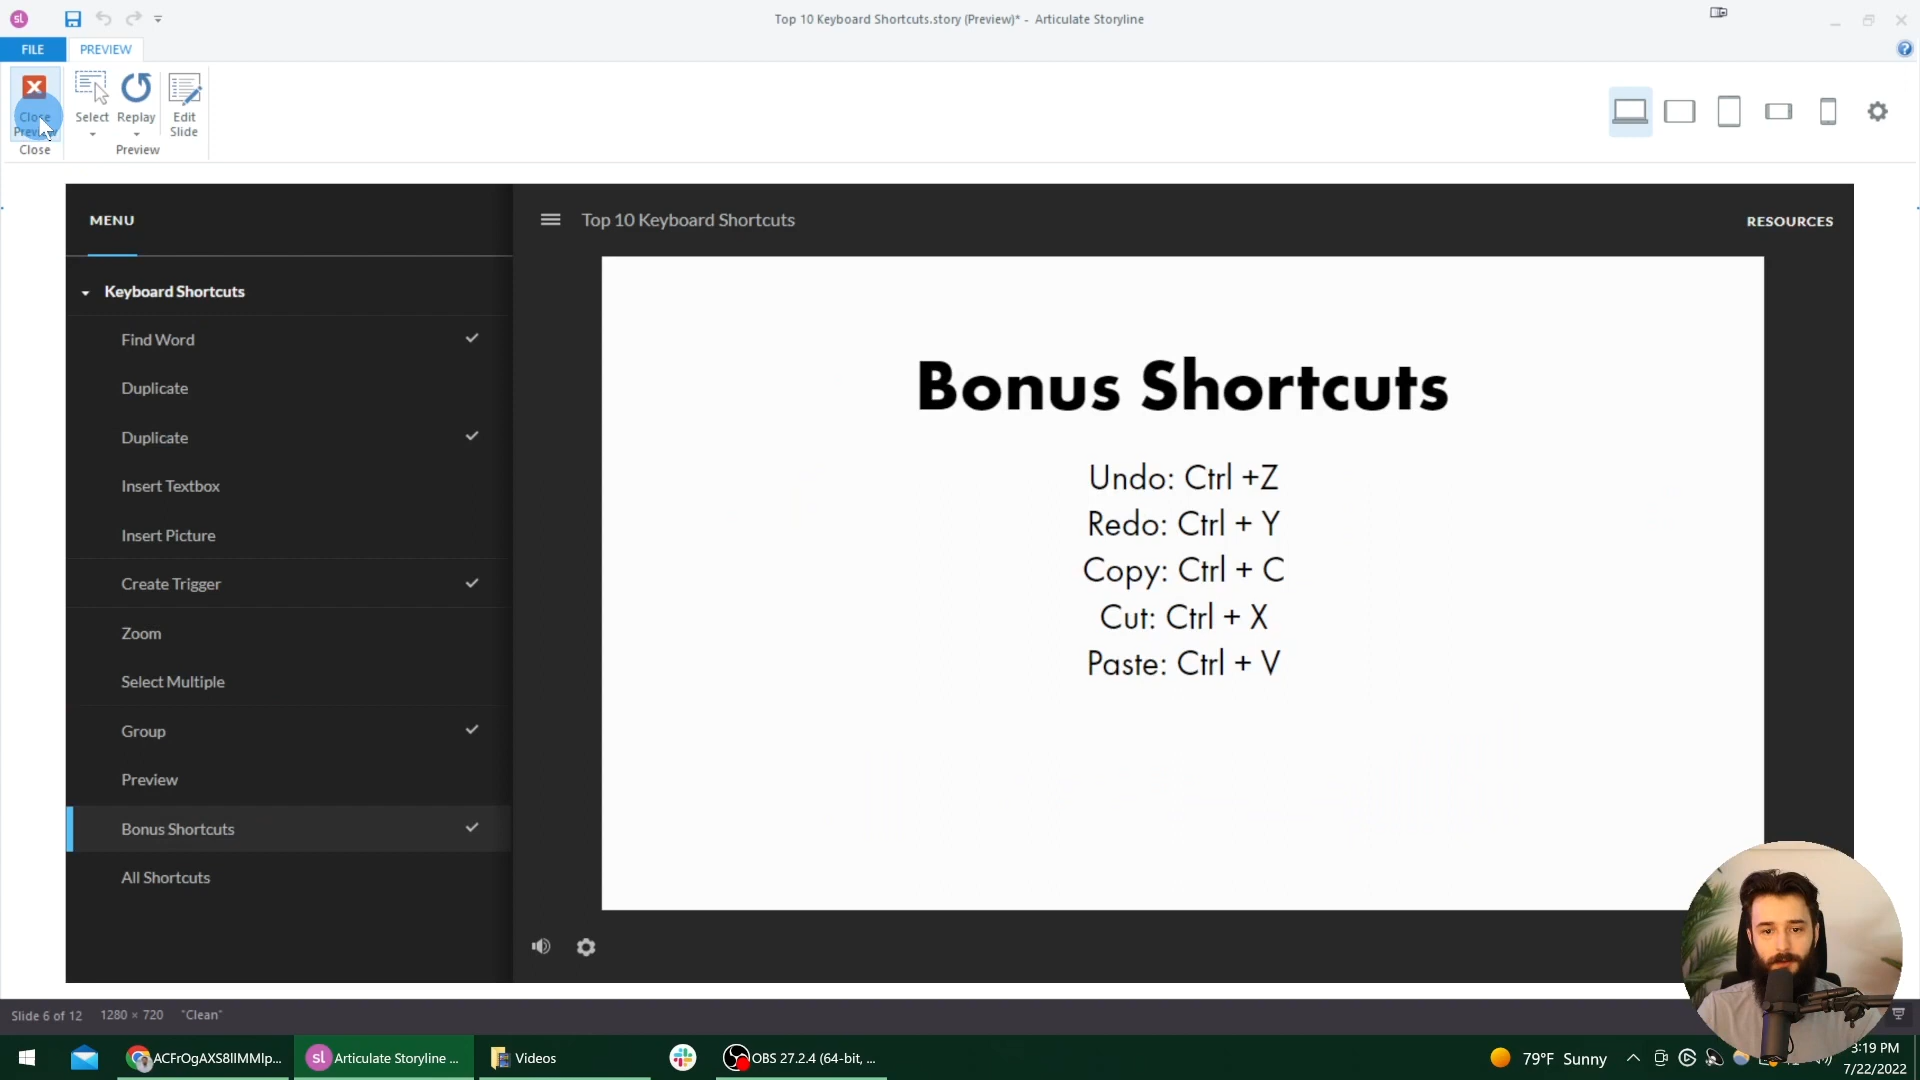 sl
Top 10 Keyboard Shortcuts.story (Preview)* - Articulate Storyline
FILE
PREVIEW
?
Close
Preview
Select
Replay
Edit
Slide
Close
Preview
MENU
Top 10 Keyboard Shortcuts
RESOURCES
Keyboard Shortcuts
Find Word
Duplicate
Duplicate
Insert Textbox
Insert Picture
Create Trigger
Zoom
Select Multiple
Group
Preview
Bonus Shortcuts
All Shortcuts
Bonus Shortcuts
Undo: Ctrl +Z
Redo: Ctrl + Y
Copy: Ctrl + C
Cut: Ctrl + X
Paste: Ctrl + V
Slide 6 of 12
1280 × 720
"Clean"
ACFrOgAXS8IIMMIp...
sl
Articulate Storyline ...
Videos
OBS 27.2.4 (64-bit, ...
79°F Sunny
3:19 PM
7/22/2022